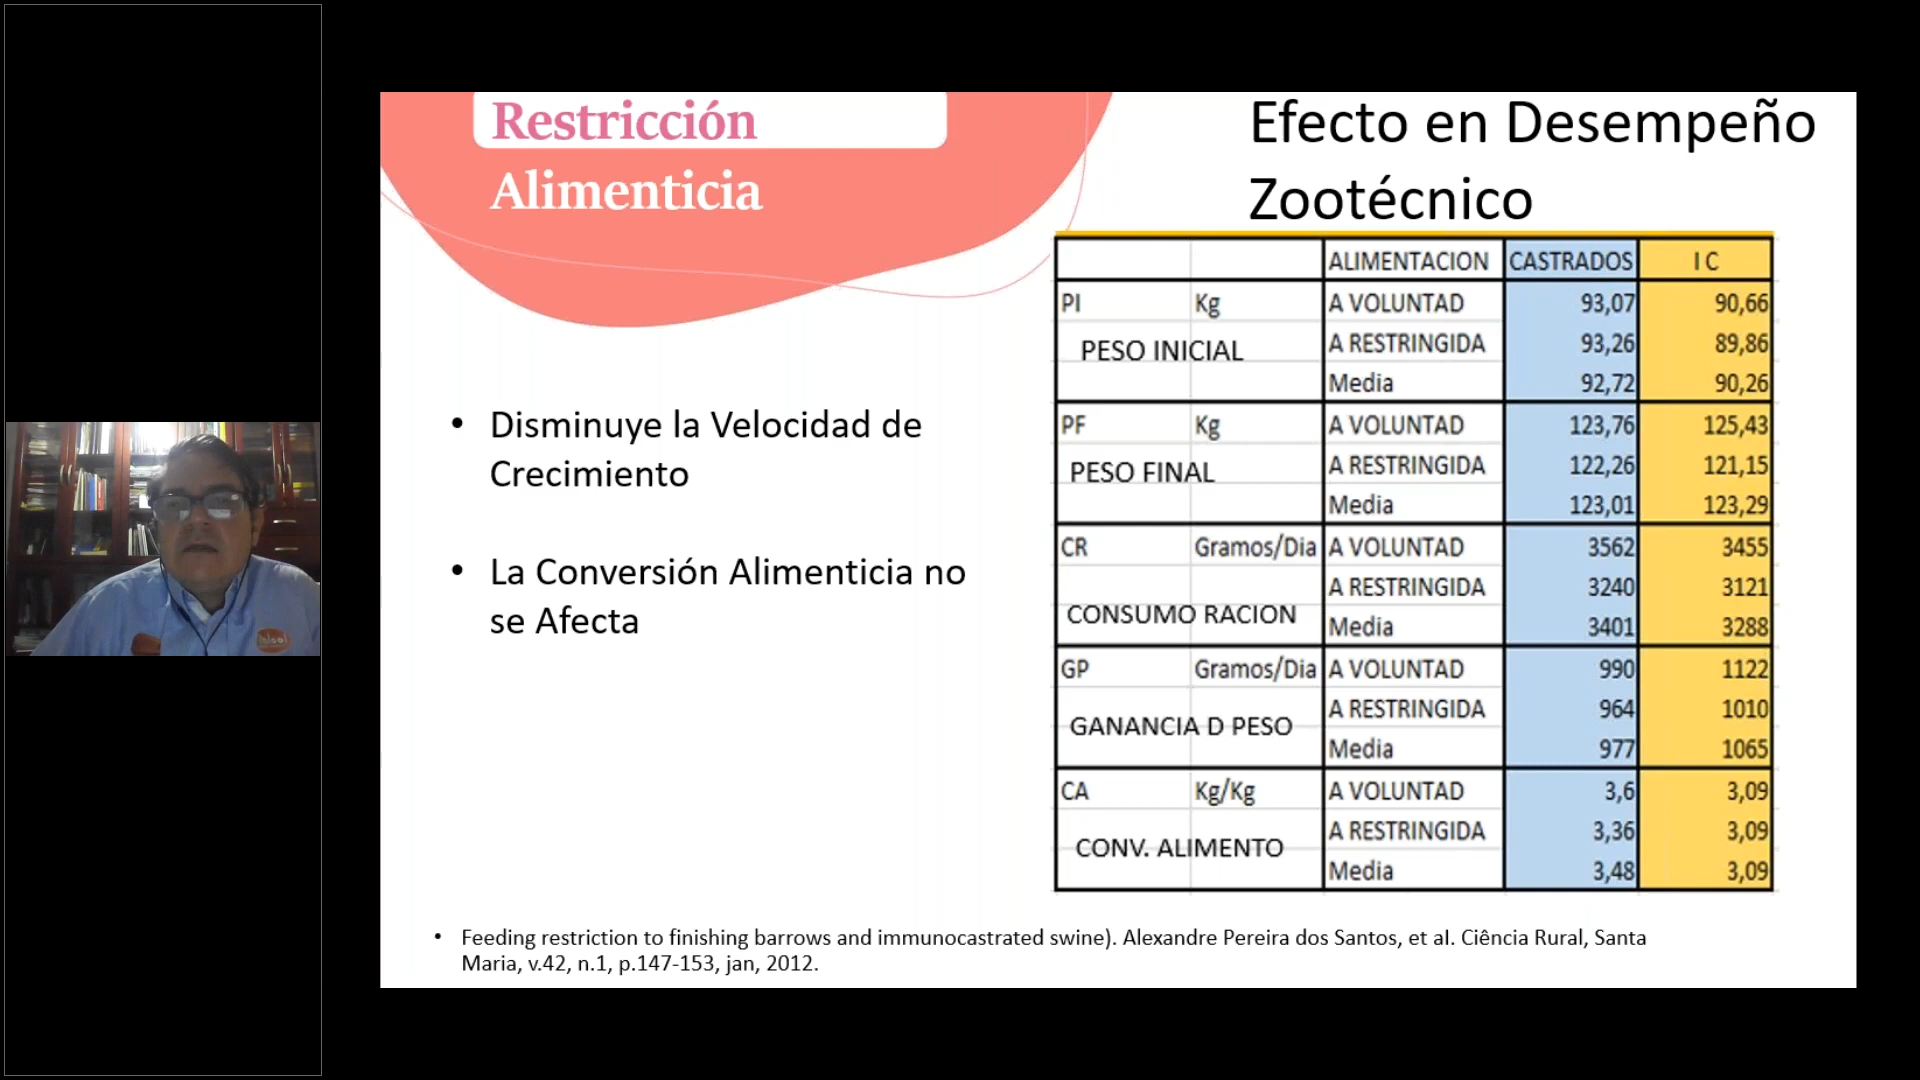 Restricción
Alimenticia
Efecto en Desempeño
Zootécnico
• Disminuye la Velocidad de
Crecimiento
• La Conversión Alimenticia no
se Afecta
ALIMENTACION CASTRADOS I C
PI Kg A VOLUNTAD 93,07 90,66
PESO INICIAL A RESTRINGIDA 93,26 89,86
Media 92,72 90,26
PF Kg A VOLUNTAD 123,76 125,43
PESO FINAL A RESTRINGIDA 122,26 121,15
Media 123,01 123,29
CR Gramos/Dia A VOLUNTAD 3562 3455
A RESTRINGIDA 3240 3121
CONSUMO RACION Media 3401 3288
GP Gramos/Dia A VOLUNTAD 990 1122
GANANCIA D PESO A RESTRINGIDA 964 1010
Media 977 1065
CA Kg/Kg A VOLUNTAD 3,6 3,09
CONV. ALIMENTO A RESTRINGIDA 3,36 3,09
Media 3,48 3,09
• Feeding restriction to finishing barrows and immunocastrated swine). Alexandre Pereira dos Santos, et al. Ciência Rural, Santa
Maria, v.42, n.1, p.147-153, jan, 2012.